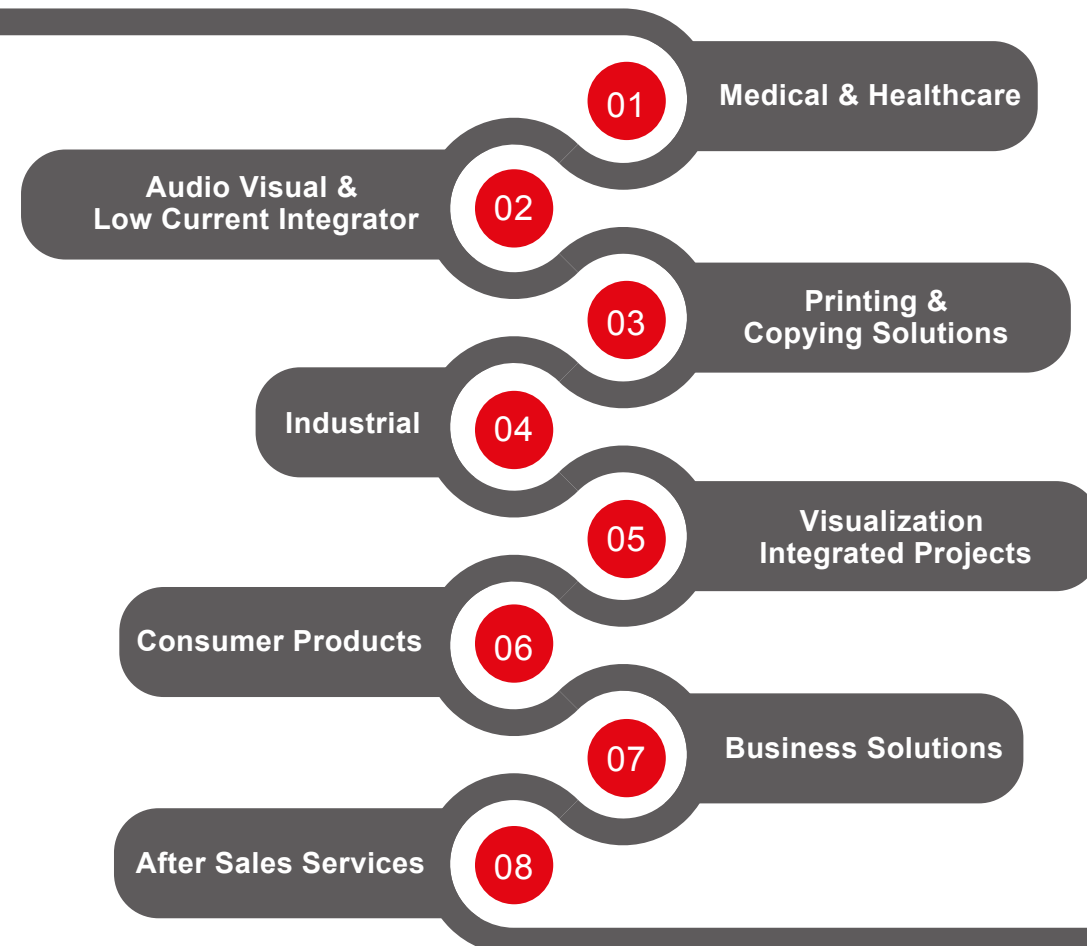 01
Medical & Healthcare
Audio Visual &
Low Current Integrator
02
03
Printing &
Copying Solutions
Industrial
04
05
Visualization
Integrated Projects
Consumer Products
06
07
Business Solutions
After Sales Services
08